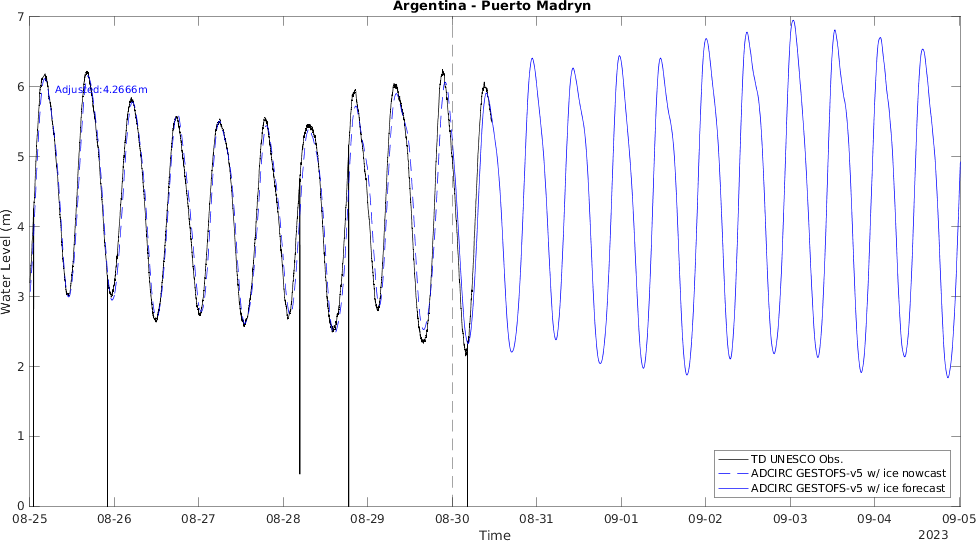 Argentina - Puerto Madryn
7
6
5
4
3
2
1
0
Water Level (m)
Adjusted:4.2666m
TD UNESCO Obs.
ADCIRC GESTOFS-v5 w/ ice nowcast
ADCIRC GESTOFS-v5 w/ ice forecast
08-25 08-26 08-27 08-28 08-29 08-30 08-31 09-01 09-02 09-03 09-04 09-05
Time
2023